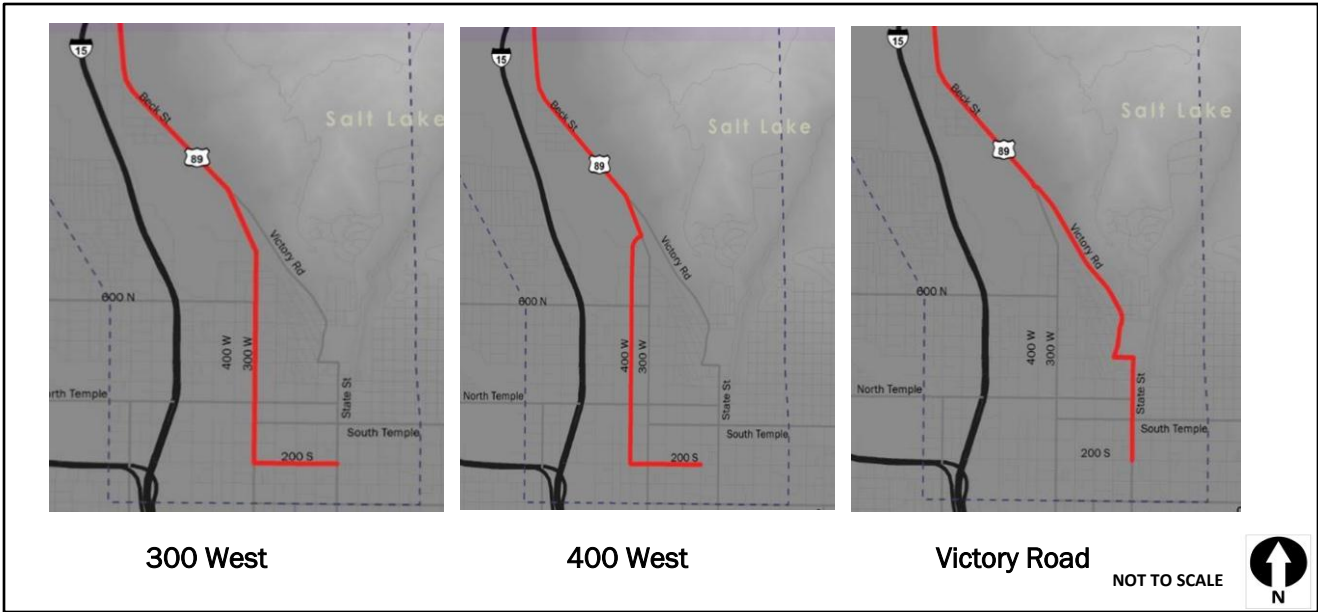 15
Beck St
Salt Lake
89
Victory Rd
600 N
400 W
300 W
North Temple
State St
South Temple
200 S
15
Beck St
Salt Lake
89
Victory Rd
600 N
400 W
300 W
North Temple
State St
South Temple
200 S
15
Beck St
Salt Lake
89
Victory Rd
600 N
400 W
300 W
North Temple
State St
South Temple
200 S
300 West
400 West
Victory Road
NOT TO SCALE
N